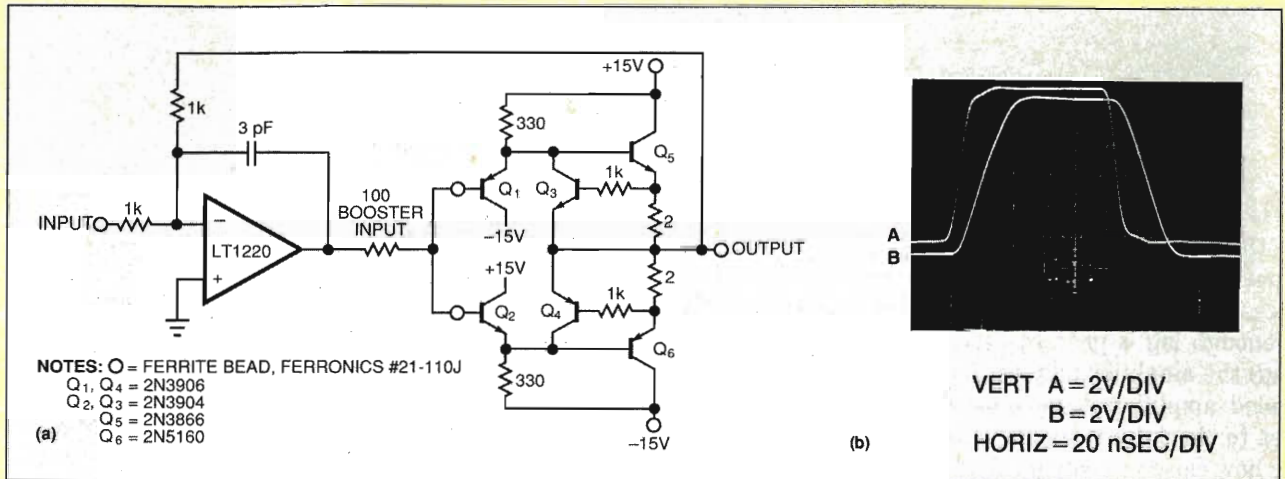 +15V
1k
330
3 pF
Q5
Q1
Q3
1k
100
BOOSTER
INPUT
2
INPUT
1k
–15V
A
LT1220
OUTPUT
B
+15V
2
1k
Q2
Q4
Q6
NOTES: O = FERRITE BEAD, FERRONICS #21-110J
Q1, Q4 = 2N3906
Q2, Q3 = 2N3904
Q5 = 2N3866
Q6 = 2N5160
330
VERT A = 2V/DIV
B = 2V/DIV
HORIZ = 20 nSEC/DIV
(a)
–15V
(b)